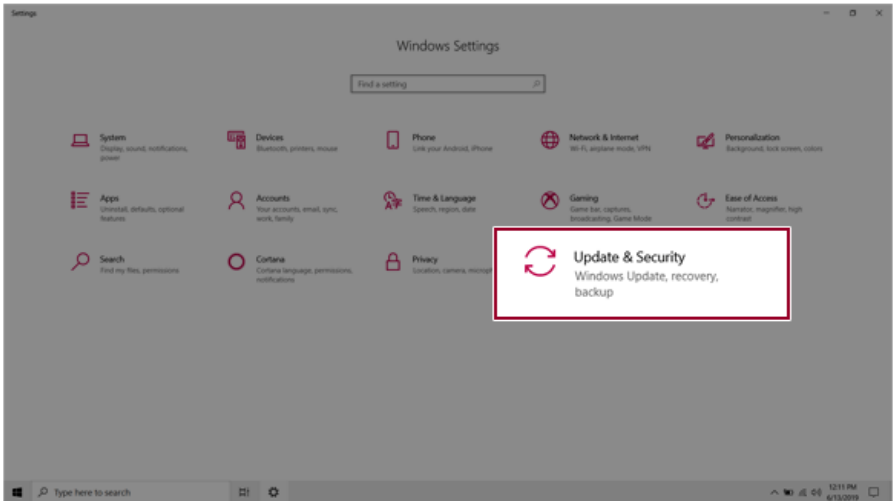 Settings
Windows Settings
Find a setting
System
Display, sound, notifications,
power
Devices
Bluetooth, printers, mouse
Phone
Link your Android, iPhone
Network & Internet
Wi-Fi, airplane mode, VPN
Personalization
Background, lock screen, colors
Apps
Uninstall, defaults, optional
features
Accounts
Your accounts, email, sync,
work, family
Time & Language
Speech, region, date
Gaming
Game bar, captures,
broadcasting, Game Mode
Ease of Access
Narrator, magnifier, high
contrast
Search
Find my files, permissions
Cortana
Cortana language, permissions,
notifications
Privacy
Location, camera, microph
Update & Security
Windows Update, recovery,
backup
Type here to search
12:11 PM
6/13/2019